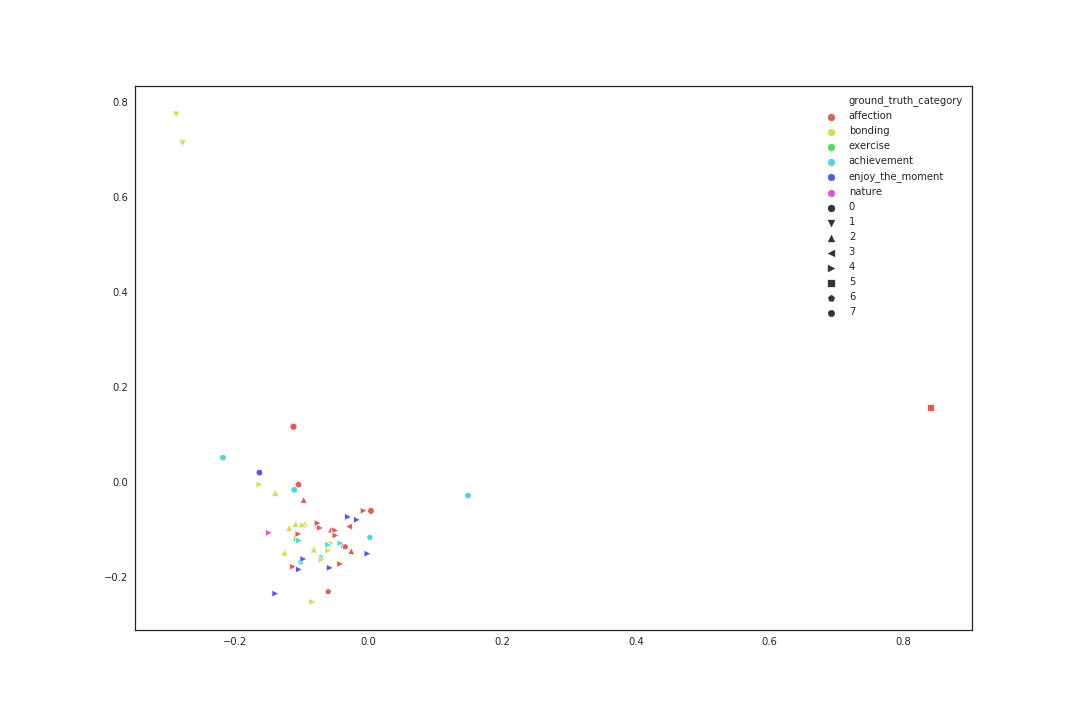 ground_truth_category
affection
bonding
exercise
achievement
enjoy_the_moment
nature
0
1
2
3
4
5
6
7
0.8
0.6
0.4
0.2
0.0
−0.2
−0.2 0.0 0.2 0.4 0.6 0.8